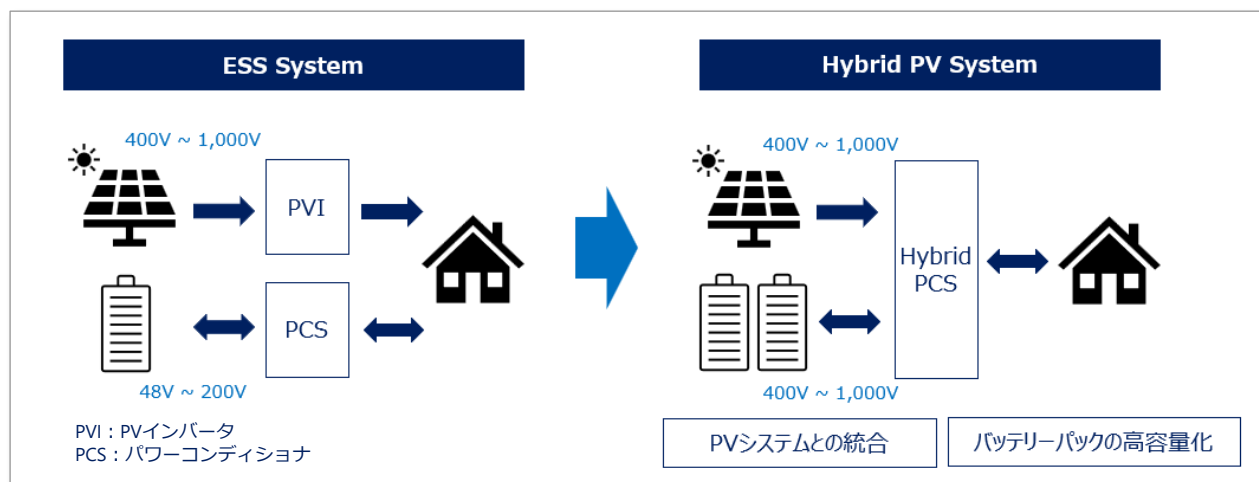 ESS System
400V ~ 1,000V
PVI
PCS
48V ~ 200V
PVI：PVインバータ
PCS：パワーコンディショナ
Hybrid PV System
400V ~ 1,000V
Hybrid
PCS
400V ~ 1,000V
PVシステムとの統合
バッテリーパックの高容量化